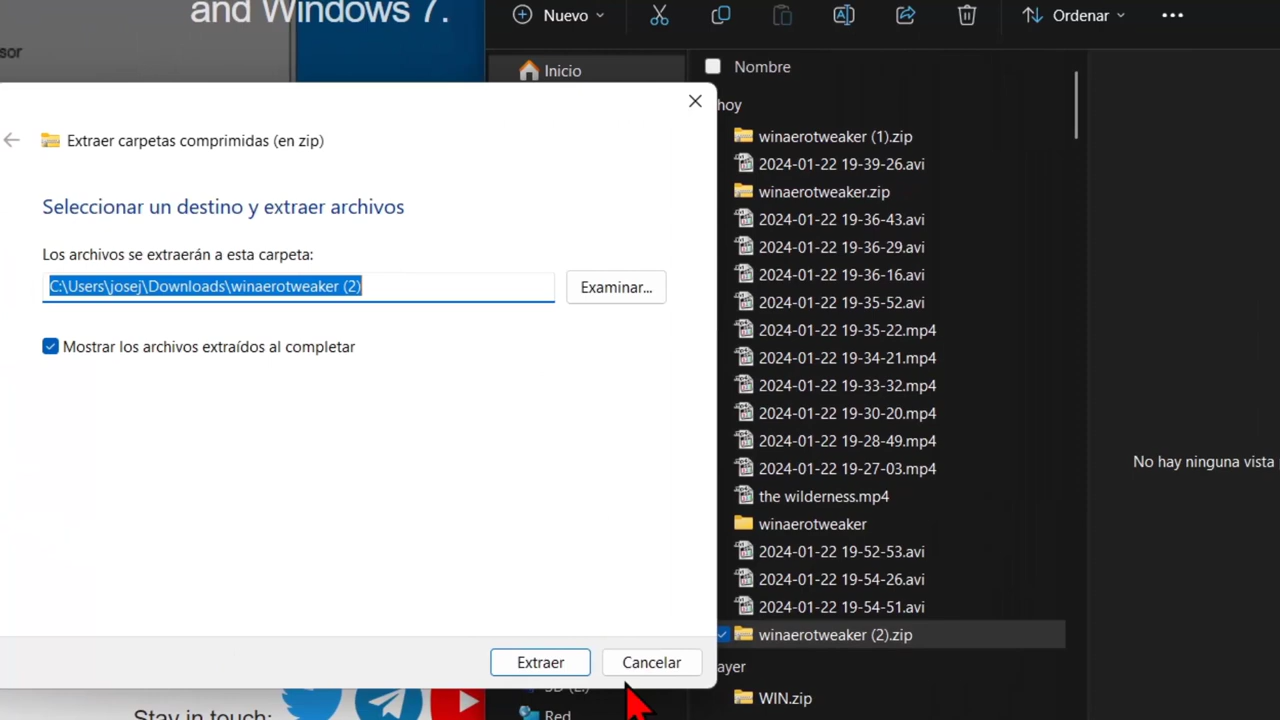 and Windows 7.
sor
Nuevo
Ordenar
Inicio
Nombre
hoy
Extraer carpetas comprimidas (en zip)
Seleccionar un destino y extraer archivos
Los archivos se extraerán a esta carpeta:
C:\Users\josej\Downloads\winaerotweaker (2)
Examinar...
Mostrar los archivos extraídos al completar
Extraer
Cancelar
winaerotweaker (1).zip
2024-01-22 19-39-26.avi
winaerotweaker.zip
2024-01-22 19-36-43.avi
2024-01-22 19-36-29.avi
2024-01-22 19-36-16.avi
2024-01-22 19-35-52.avi
2024-01-22 19-35-22.mp4
2024-01-22 19-34-21.mp4
2024-01-22 19-33-32.mp4
2024-01-22 19-30-20.mp4
2024-01-22 19-28-49.mp4
2024-01-22 19-27-03.mp4
the wilderness.mp4
winaerotweaker
2024-01-22 19-52-53.avi
2024-01-22 19-54-26.avi
2024-01-22 19-54-51.avi
winaerotweaker (2).zip
ayer
WIN.zip
No hay ninguna vista
Red
Stay in touch: